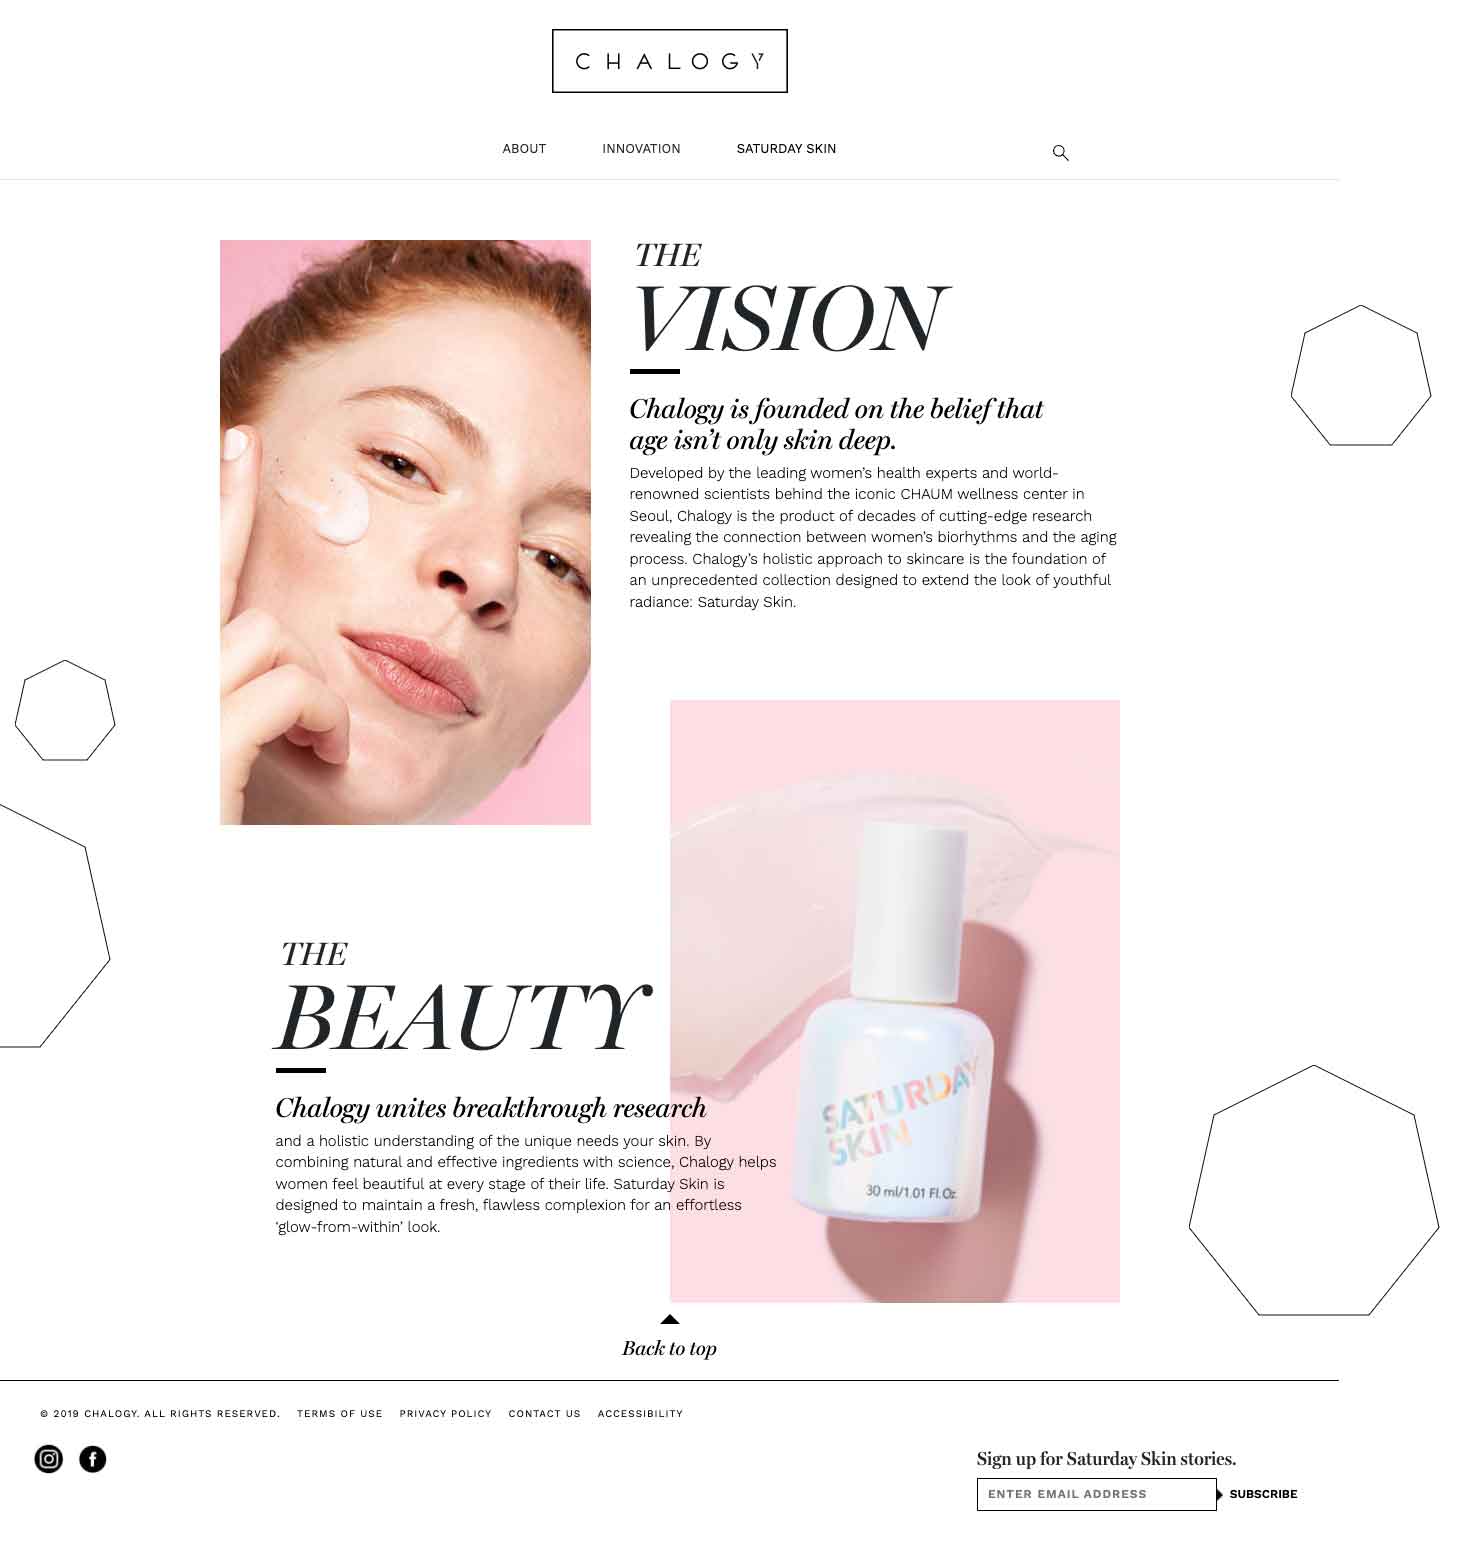 CHALOGY
ABOUT INNOVATION SATURDAY SKIN
THE
VISION
Chalogy is founded on the belief that
age isn’t only skin deep.
Developed by the leading women’s health experts and world-
renowned scientists behind the iconic CHAUM wellness center in
Seoul, Chalogy is the product of decades of cutting-edge research
revealing the connection between women’s biorhythms and the aging
process. Chalogy’s holistic approach to skincare is the foundation of
an unprecedented collection designed to extend the look of youthful
radiance: Saturday Skin.
THE
BEAUTY
Chalogy unites breakthrough research
and a holistic understanding of the unique needs your skin. By
combining natural and effective ingredients with science, Chalogy helps
women feel beautiful at every stage of their life. Saturday Skin is
designed to maintain a fresh, flawless complexion for an effortless
‘glow-from-within’ look.
SATURDAY
SKIN
30 ml/1.01 Fl.Oz.
Back to top
© 2019 CHALOGY. ALL RIGHTS RESERVED. TERMS OF USE PRIVACY POLICY CONTACT US ACCESSIBILITY
Sign up for Saturday Skin stories.
ENTER EMAIL ADDRESS SUBSCRIBE